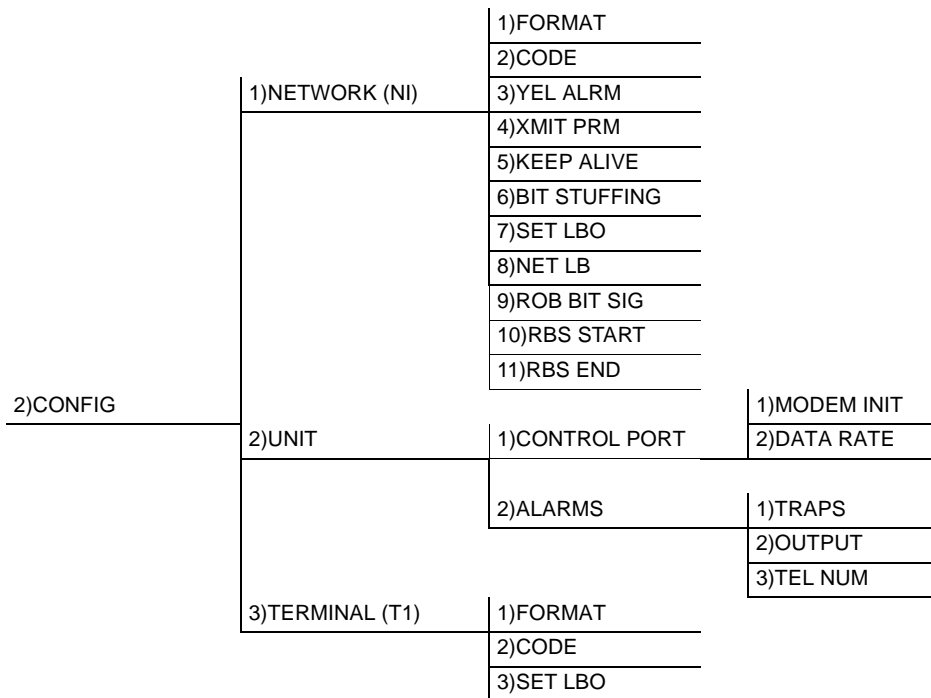 1)FORMAT
2)CODE
1)NETWORK (NI)
3)YEL ALRM
4)XMIT PRM
5)KEEP ALIVE
6)BIT STUFFING
7)SET LBO
8)NET LB
9)ROB BIT SIG
10)RBS START
11)RBS END
2)CONFIG
1)MODEM INIT
2)UNIT
1)CONTROL PORT
2)DATA RATE
2)ALARMS
1)TRAPS
2)OUTPUT
3)TEL NUM
3)TERMINAL (T1)
1)FORMAT
2)CODE
3)SET LBO